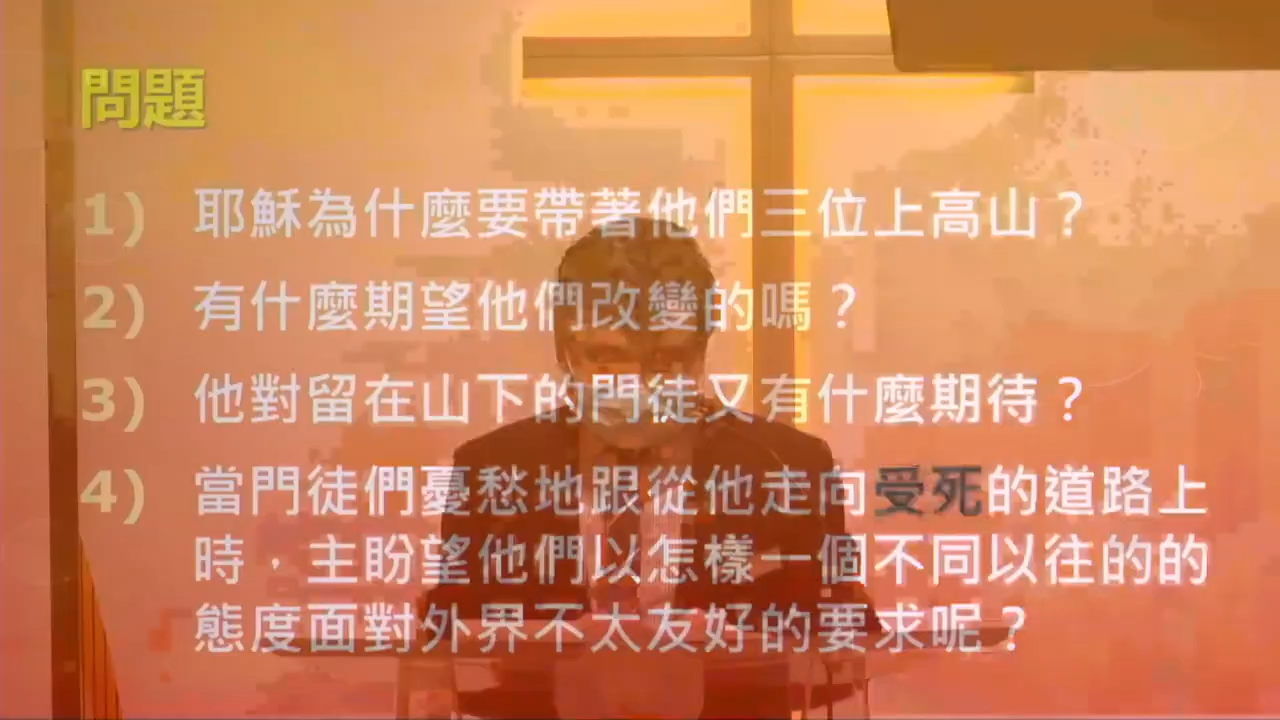 問題
1) 耶穌為什麼要帶著他們三位上高山？
2) 有什麼期望他們改變的嗎？
3) 他對留在山下的門徒又有什麼期待？
4) 當門徒們憂愁地跟從他走向受死的道路上
時，主盼望他們以怎樣一個不同以往的的
態度面對外界不太友好的要求呢？